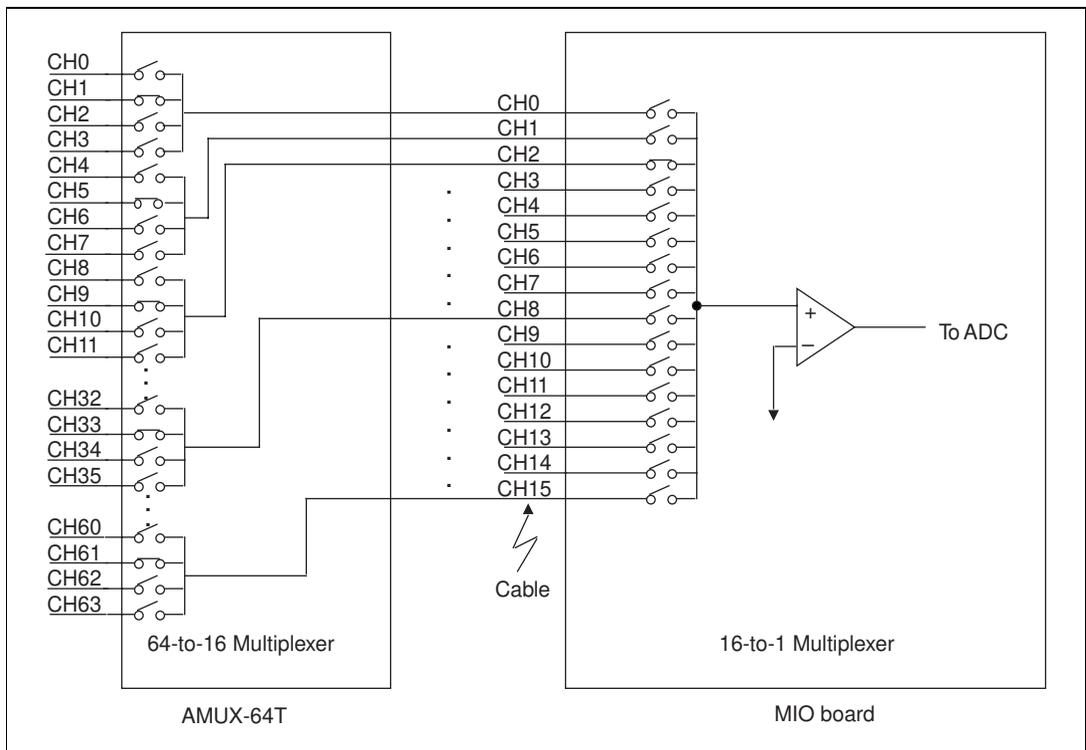 CH0
CH1
CH2
CH3
CH4
CH5
CH6
CH7
CH8
CH9
CH10
CH11
CH32
CH33
CH34
CH35
CH60
CH61
CH62
CH63
64-to-16 Multiplexer
AMUX-64T
CH0
CH1
CH2
CH3
CH4
CH5
CH6
CH7
CH8
CH9
CH10
CH11
CH12
CH13
CH14
CH15
Cable
+
−
To ADC
16-to-1 Multiplexer
MIO board